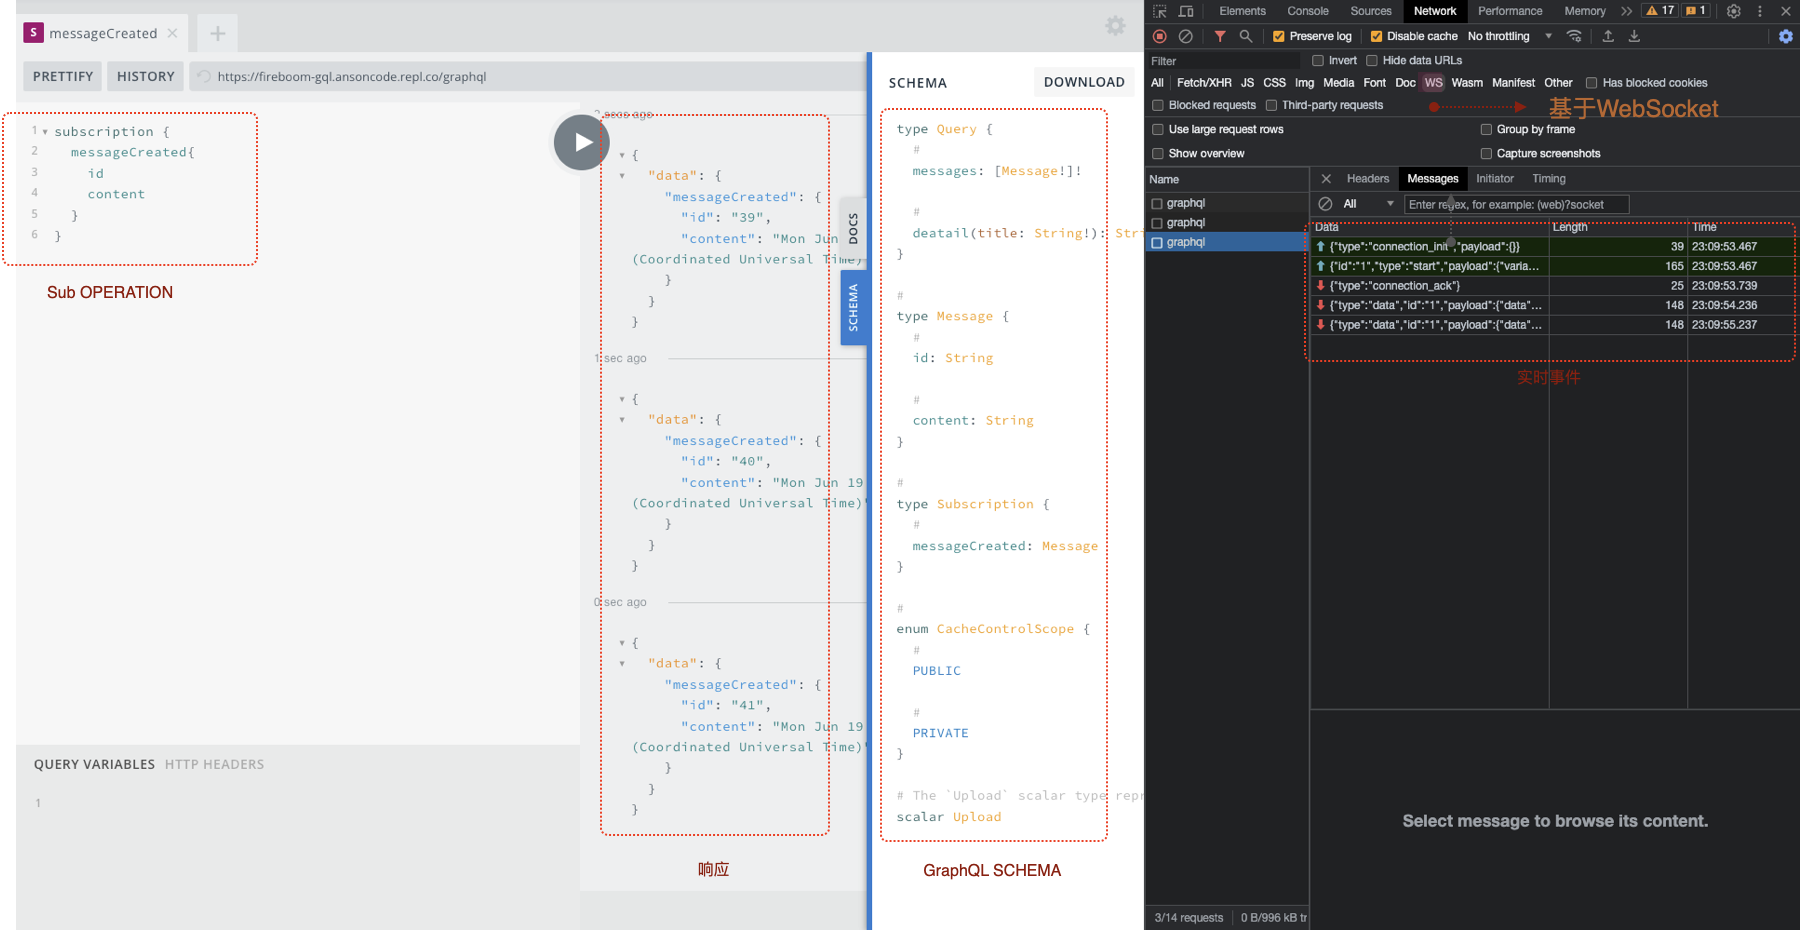 S messageCreated
PRETTIFY HISTORY https://fireboom-gql.ansoncode.repl.co/graphql
1 subscription {
2 messageCreated{
3 id
4 content
5 }
6 }
Sub OPERATION
QUERY VARIABLES HTTP HEADERS
1
2 secs ago
{
"data": {
"messageCreated": {
"id": "39",
"content": "Mon Jun
(Coordinated Universal Time)
}
}
}
1 sec ago
{
"data": {
"messageCreated": {
"id": "40",
"content": "Mon Jun 19
(Coordinated Universal Time)"
}
}
}
0 sec ago
{
"data": {
"messageCreated": {
"id": "41",
"content": "Mon Jun 19
(Coordinated Universal Time)"
}
}
}
响应
DOCS
SCHEMA
SCHEMA DOWNLOAD
type Query {
#
messages: [Message!]!
#
deatail(title: String!): Stri
}
#
type Message {
#
id: String
#
content: String
}
#
type Subscription {
#
messageCreated: Message
}
#
enum CacheControlScope {
#
PUBLIC
#
PRIVATE
}
# The `Upload` scalar type repr
scalar Upload
GraphQL SCHEMA
Elements Console Sources Network Performance Memory 17 1
Preserve log Disable cache No throttling
Filter Invert Hide data URLs
All Fetch/XHR JS CSS Img Media Font Doc WS Wasm Manifest Other Has blocked cookies
Blocked requests Third-party requests 基于WebSocket
Use large request rows Group by frame
Show overview Capture screenshots
Name
graphql
graphql
graphql
Headers Messages Initiator Timing
All Enter regex, for example: (web)?socket
Data Length Time
{"type":"connection_init","payload":{}} 39 23:09:53.467
{"id":"1","type":"start","payload":{"varia... 165 23:09:53.467
{"type":"connection_ack"} 25 23:09:53.739
{"type":"data","id":"1","payload":{"data"... 148 23:09:54.236
{"type":"data","id":"1","payload":{"data"... 148 23:09:55.237
实时事件
Select message to browse its content.
3/14 requests 0 B/996 kB tr